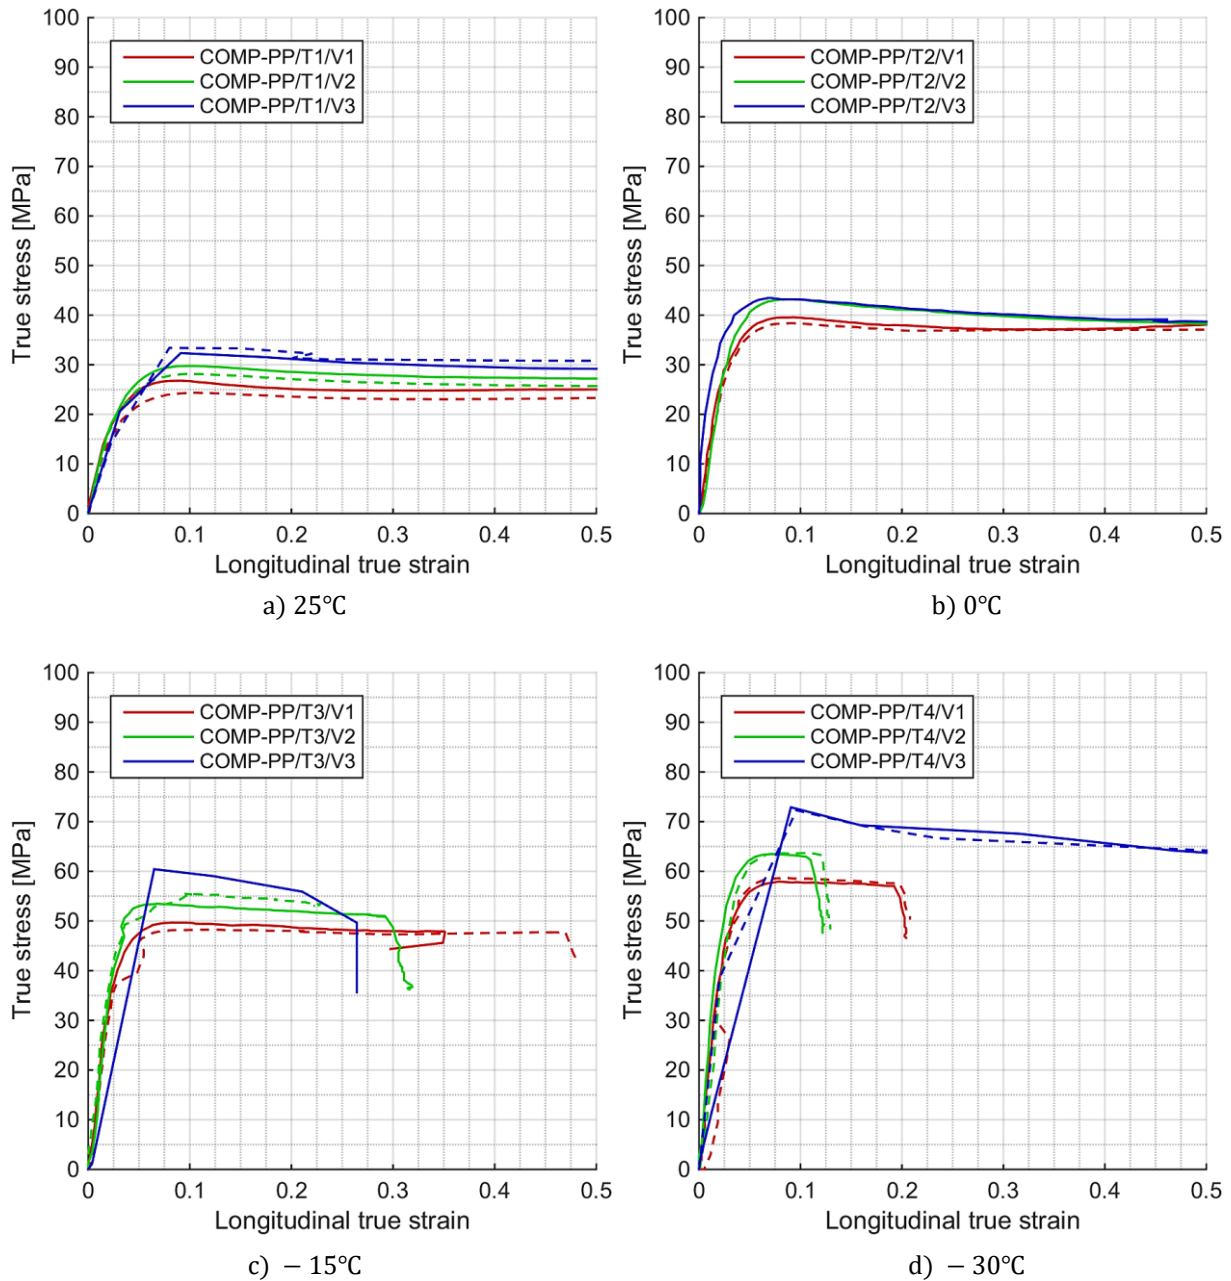 100
90
80
70
60
50
40
30
20
10
0
True stress [MPa]
COMP-PP/T1/V1
COMP-PP/T1/V2
COMP-PP/T1/V3
0 0.1 0.2 0.3 0.4 0.5
Longitudinal true strain
a) 25°C
100
90
80
70
60
50
40
30
20
10
0
True stress [MPa]
COMP-PP/T2/V1
COMP-PP/T2/V2
COMP-PP/T2/V3
0 0.1 0.2 0.3 0.4 0.5
Longitudinal true strain
b) 0°C
100
90
80
70
60
50
40
30
20
10
0
True stress [MPa]
COMP-PP/T3/V1
COMP-PP/T3/V2
COMP-PP/T3/V3
0 0.1 0.2 0.3 0.4 0.5
Longitudinal true strain
c) − 15°C
100
90
80
70
60
50
40
30
20
10
0
True stress [MPa]
COMP-PP/T4/V1
COMP-PP/T4/V2
COMP-PP/T4/V3
0 0.1 0.2 0.3 0.4 0.5
Longitudinal true strain
d) − 30°C